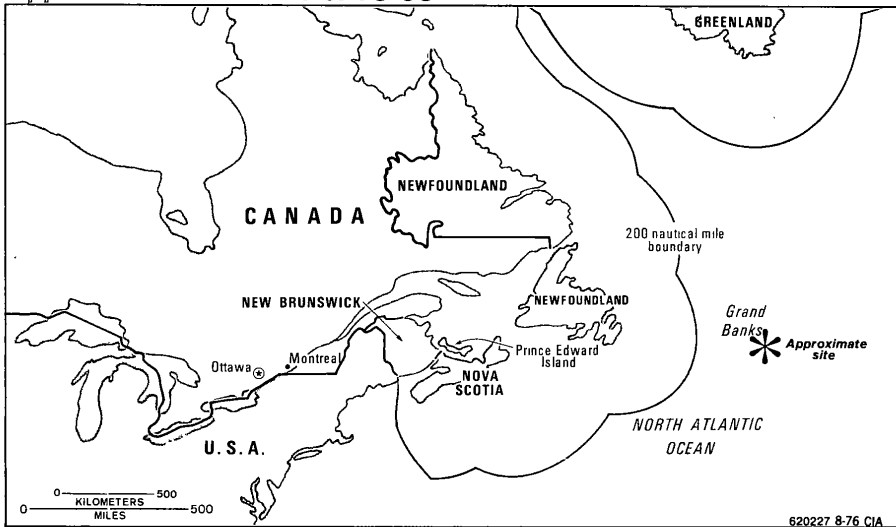 GREENLAND
NEWFOUNDLAND
CANADA
200 nautical mile
boundary
NEW BRUNSWICK
NEWFOUNDLAND
Grand
Banks
Approximate
site
Ottawa
Montreal
Prince Edward
Island
NOVA
SCOTIA
NORTH ATLANTIC
OCEAN
U.S.A.
0 500
KILOMETERS
MILES
0 500
620227 8-76 CIA